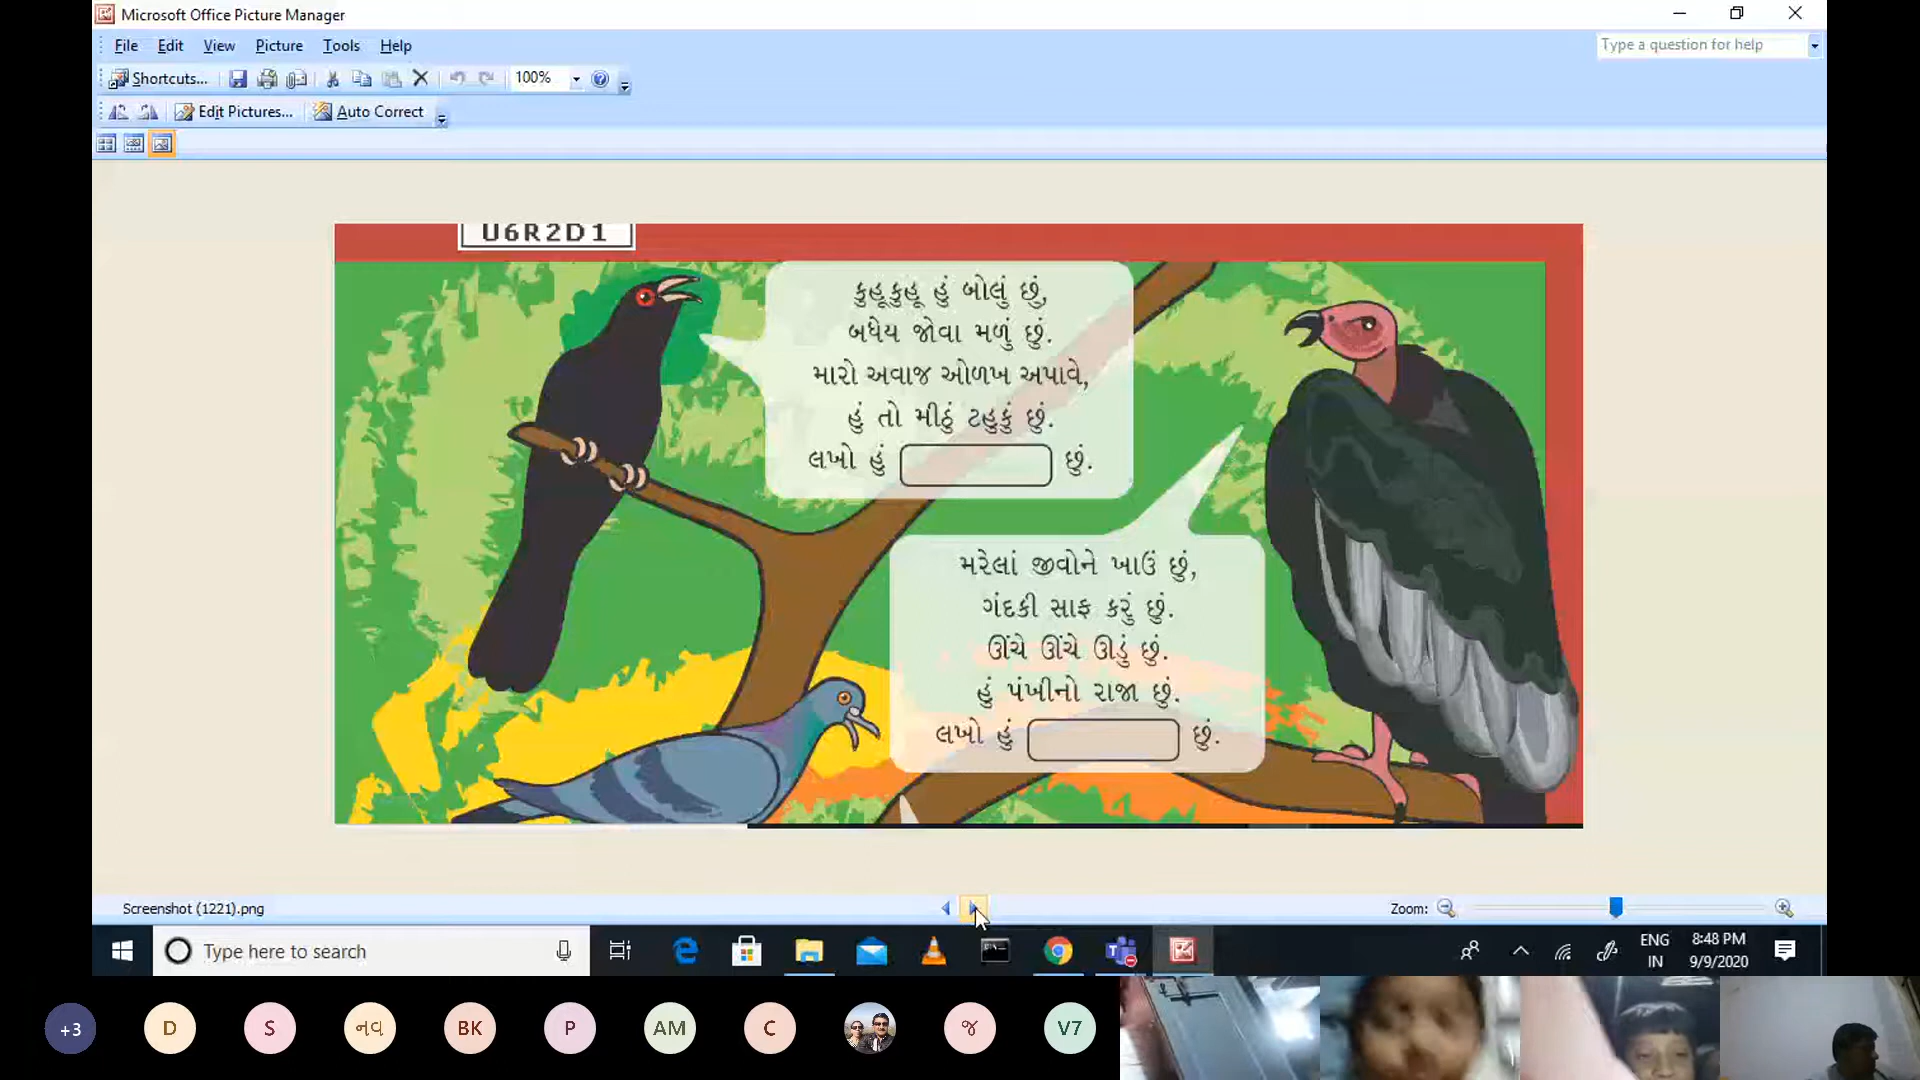 Microsoft Office Picture Manager
File Edit View Picture Tools Help
Type a question for help
Shortcuts... 100%
Edit Pictures... Auto Correct
U6R2D1
કુહૂકુહૂ હું બોલું છું,
બધેય જોવા મળું છું.
મારો અવાજ ઓળખ અપાવે,
હું તો મીઠું ટહુકું છું.
લખો હું છું.
મરેલાં જીવોને ખાઉં છું,
ગંદકી સાફ કરું છું.
ઊંચે ઊંચે ઊડું છું.
હું પંખીનો રાજા છું.
લખો હું છું.
Screenshot (1221).png
Zoom:
Type here to search
ENG
IN
8:48 PM
9/9/2020
+3 D S નવ BK P AM C જ V7